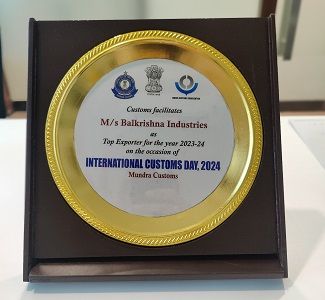 Customs facilitates
M/s Balkrishna Industries
as
Top Exporter for the year 2023-24
on the occasion of
INTERNATIONAL CUSTOMS DAY, 2024
Mundra Customs